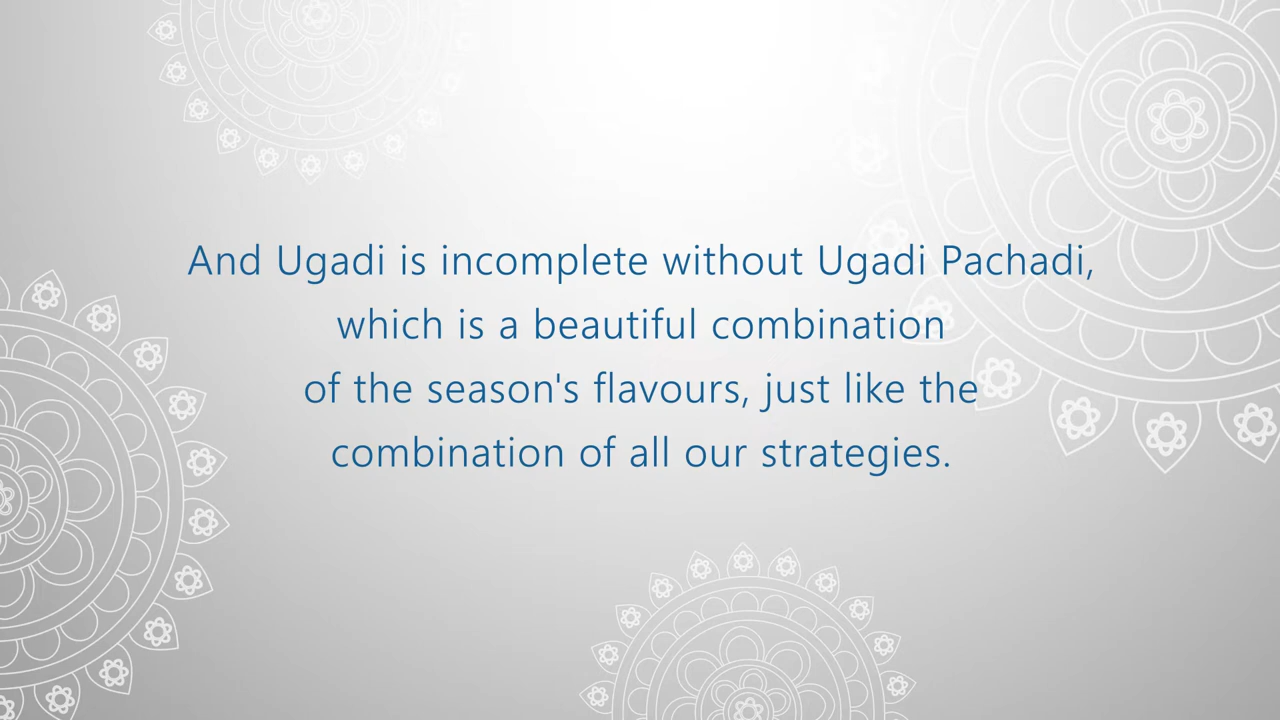 And Ugadi is incomplete without Ugadi Pachadi,
which is a beautiful combination
of the season's flavours, just like the
combination of all our strategies.